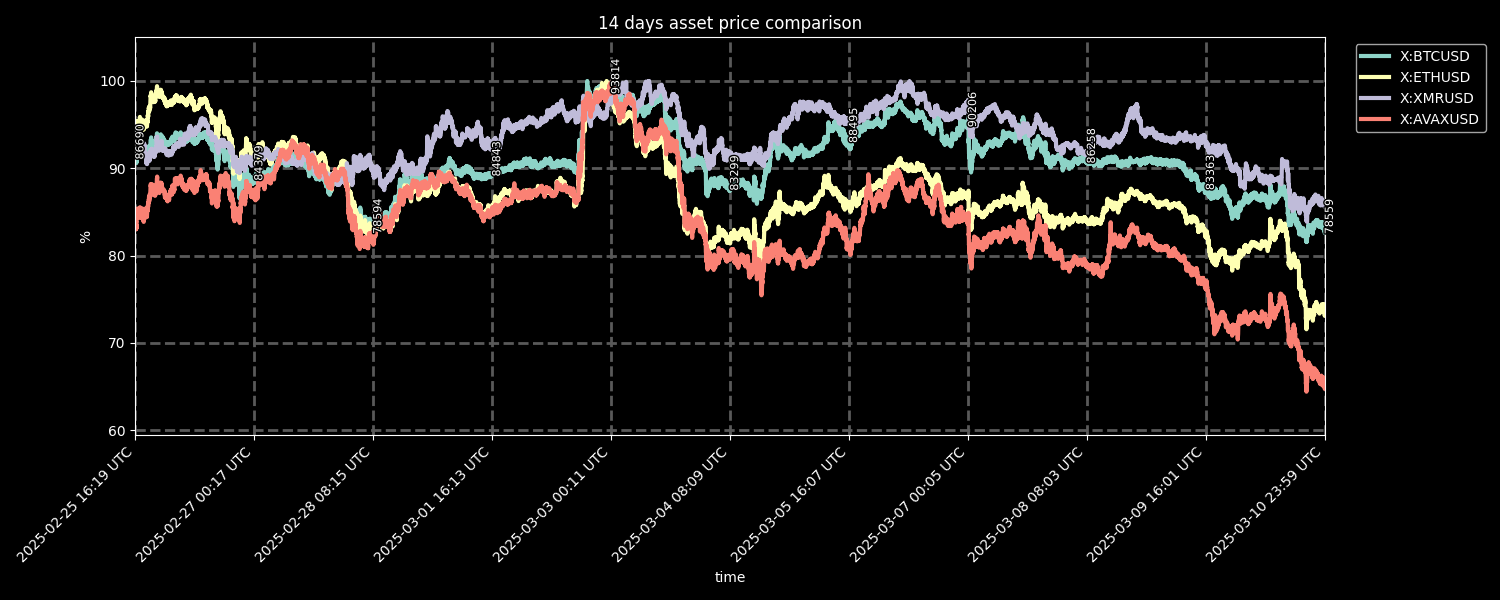 14 days asset price comparison
X:BTCUSD
X:ETHUSD
X:XMRUSD
X:AVAXUSD
100
90
80
70
60
%
86690
84379
78594
84843
93814
83299
88495
90206
86258
83363
78559
2025-02-25 16:19 UTC
2025-02-27 00:17 UTC
2025-02-28 08:15 UTC
2025-03-01 16:13 UTC
2025-03-03 00:11 UTC
2025-03-04 08:09 UTC
2025-03-05 16:07 UTC
2025-03-07 00:05 UTC
2025-03-08 08:03 UTC
2025-03-09 16:01 UTC
2025-03-10 23:59 UTC
time